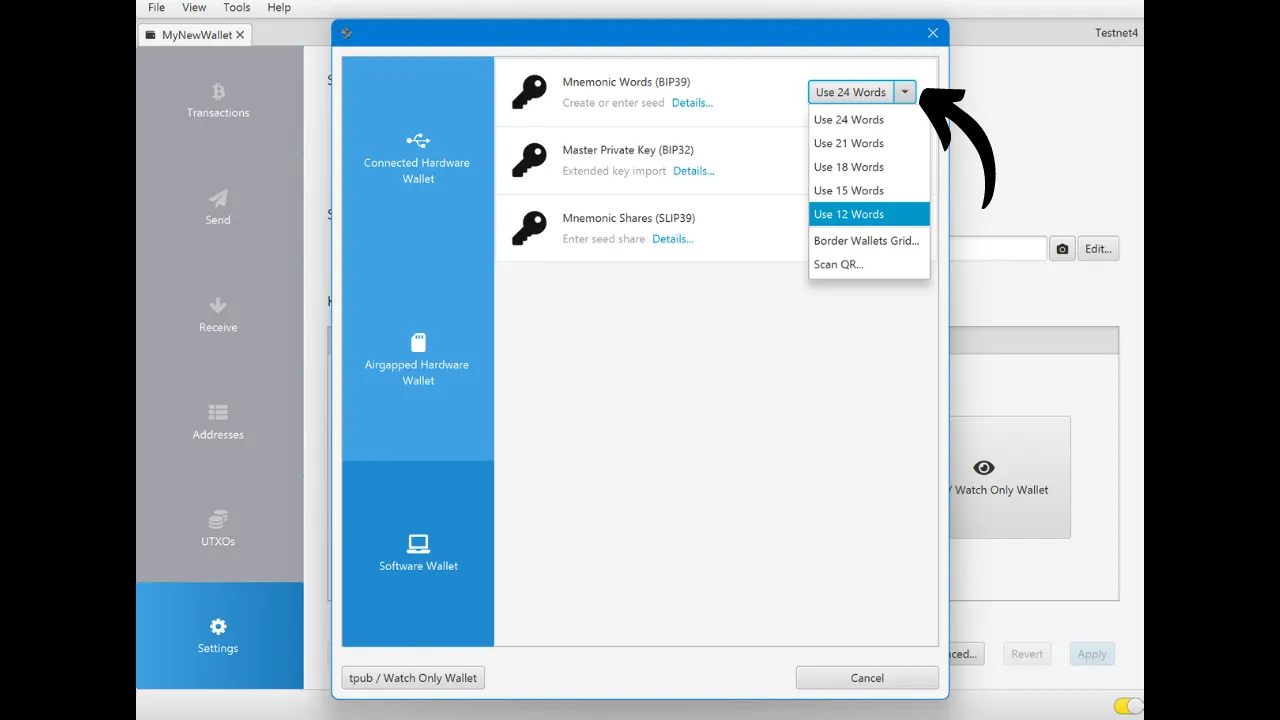 File View Tools Help
MyNewWallet
Testnet4
Transactions
Send
Receive
Addresses
UTXOs
Settings
Connected Hardware
Wallet
Airgapped Hardware
Wallet
Software Wallet
Mnemonic Words (BIP39)
Create or enter seed Details...
Master Private Key (BIP32)
Extended key import Details...
Mnemonic Shares (SLIP39)
Enter seed share Details...
Use 24 Words
Use 24 Words
Use 21 Words
Use 18 Words
Use 15 Words
Use 12 Words
Border Wallets Grid...
Scan QR...
Edit...
/ Watch Only Wallet
Revert
Apply
tpub / Watch Only Wallet
Cancel